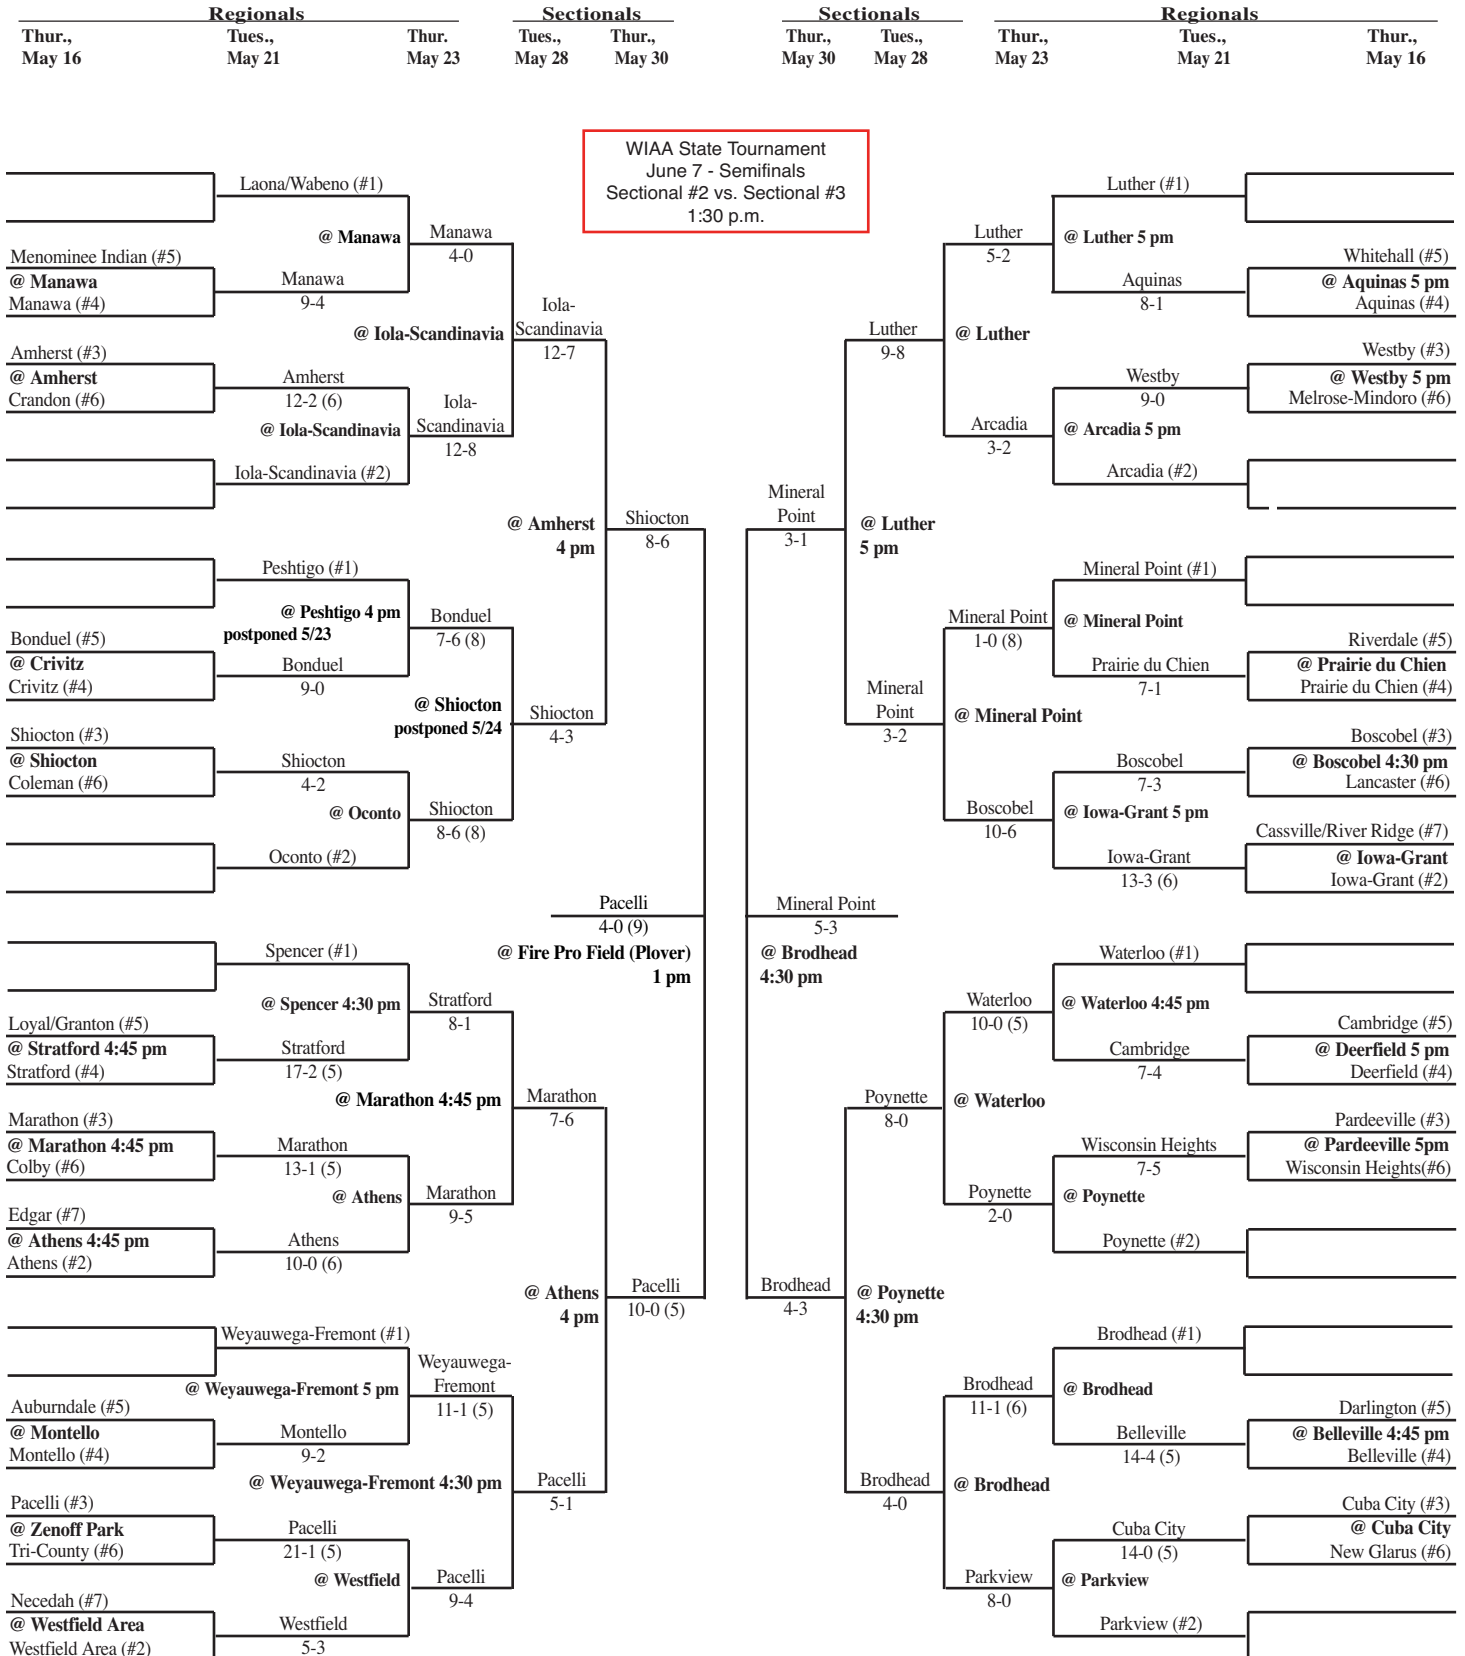 Regionals Sectionals Sectionals Regionals
Thur., Tues., Thur. Tues., Thur., Thur., Tues., Thur., Tues., Thur.,
May 16 May 21 May 23 May 28 May 30 May 30 May 28 May 23 May 21 May 16
WIAA State Tournament
June 7 - Semifinals
Sectional #2 vs. Sectional #3
1:30 p.m.
Laona/Wabeno (#1)
@ Manawa
Manawa
4-0
Menominee Indian (#5)
@ Manawa
Manawa (#4)
Manawa
9-4
Iola-
Scandinavia
12-7
@ Iola-Scandinavia
Amherst (#3)
@ Amherst
Crandon (#6)
Amherst
12-2 (6)
@ Iola-Scandinavia
Iola-
Scandinavia
12-8
Iola-Scandinavia (#2)
@ Amherst
4 pm
Shiocton
8-6
Peshtigo (#1)
@ Peshtigo 4 pm
postponed 5/23
Bonduel
7-6 (8)
Bonduel (#5)
@ Crivitz
Crivitz (#4)
Bonduel
9-0
@ Shiocton
postponed 5/24
Shiocton
4-3
Shiocton (#3)
@ Shiocton
Coleman (#6)
Shiocton
4-2
@ Oconto
Shiocton
8-6 (8)
Oconto (#2)
Pacelli
4-0 (9)
@ Fire Pro Field (Plover)
1 pm
Spencer (#1)
@ Spencer 4:30 pm
Stratford
8-1
Loyal/Granton (#5)
@ Stratford 4:45 pm
Stratford (#4)
Stratford
17-2 (5)
@ Marathon 4:45 pm
Marathon
7-6
Marathon (#3)
@ Marathon 4:45 pm
Colby (#6)
Marathon
13-1 (5)
@ Athens
Marathon
9-5
Edgar (#7)
@ Athens 4:45 pm
Athens (#2)
Athens
10-0 (6)
@ Athens
4 pm
Pacelli
10-0 (5)
Weyauwega-Fremont (#1)
@ Weyauwega-Fremont 5 pm
Weyauwega-
Fremont
11-1 (5)
Auburndale (#5)
@ Montello
Montello (#4)
Montello
9-2
@ Weyauwega-Fremont 4:30 pm
Pacelli
5-1
Pacelli (#3)
@ Zenoff Park
Tri-County (#6)
Pacelli
21-1 (5)
@ Westfield
Pacelli
9-4
Necedah (#7)
@ Westfield Area
Westfield Area (#2)
Westfield
5-3
Luther (#1)
Luther
5-2
@ Luther 5 pm
Whitehall (#5)
@ Aquinas 5 pm
Aquinas (#4)
Aquinas
8-1
Luther
9-8
@ Luther
Westby (#3)
@ Westby 5 pm
Melrose-Mindoro (#6)
Westby
9-0
Arcadia
3-2
@ Arcadia 5 pm
Arcadia (#2)
Mineral
Point
3-1
@ Luther
5 pm
Mineral Point (#1)
Mineral Point
1-0 (8)
@ Mineral Point
Riverdale (#5)
@ Prairie du Chien
Prairie du Chien (#4)
Prairie du Chien
7-1
Mineral
Point
3-2
@ Mineral Point
Boscobel (#3)
@ Boscobel 4:30 pm
Lancaster (#6)
Boscobel
7-3
Boscobel
10-6
@ Iowa-Grant 5 pm
Cassville/River Ridge (#7)
@ Iowa-Grant
Iowa-Grant (#2)
Iowa-Grant
13-3 (6)
Mineral Point
5-3
@ Brodhead
4:30 pm
Waterloo (#1)
Waterloo
10-0 (5)
@ Waterloo 4:45 pm
Cambridge (#5)
@ Deerfield 5 pm
Deerfield (#4)
Cambridge
7-4
Poynette
8-0
@ Waterloo
Pardeeville (#3)
@ Pardeeville 5pm
Wisconsin Heights(#6)
Wisconsin Heights
7-5
Poynette
2-0
@ Poynette
Poynette (#2)
Brodhead
4-3
@ Poynette
4:30 pm
Brodhead (#1)
Brodhead
11-1 (6)
@ Brodhead
Darlington (#5)
@ Belleville 4:45 pm
Belleville (#4)
Belleville
14-4 (5)
Brodhead
4-0
@ Brodhead
Cuba City (#3)
@ Cuba City
New Glarus (#6)
Cuba City
14-0 (5)
Parkview
8-0
@ Parkview
Parkview (#2)